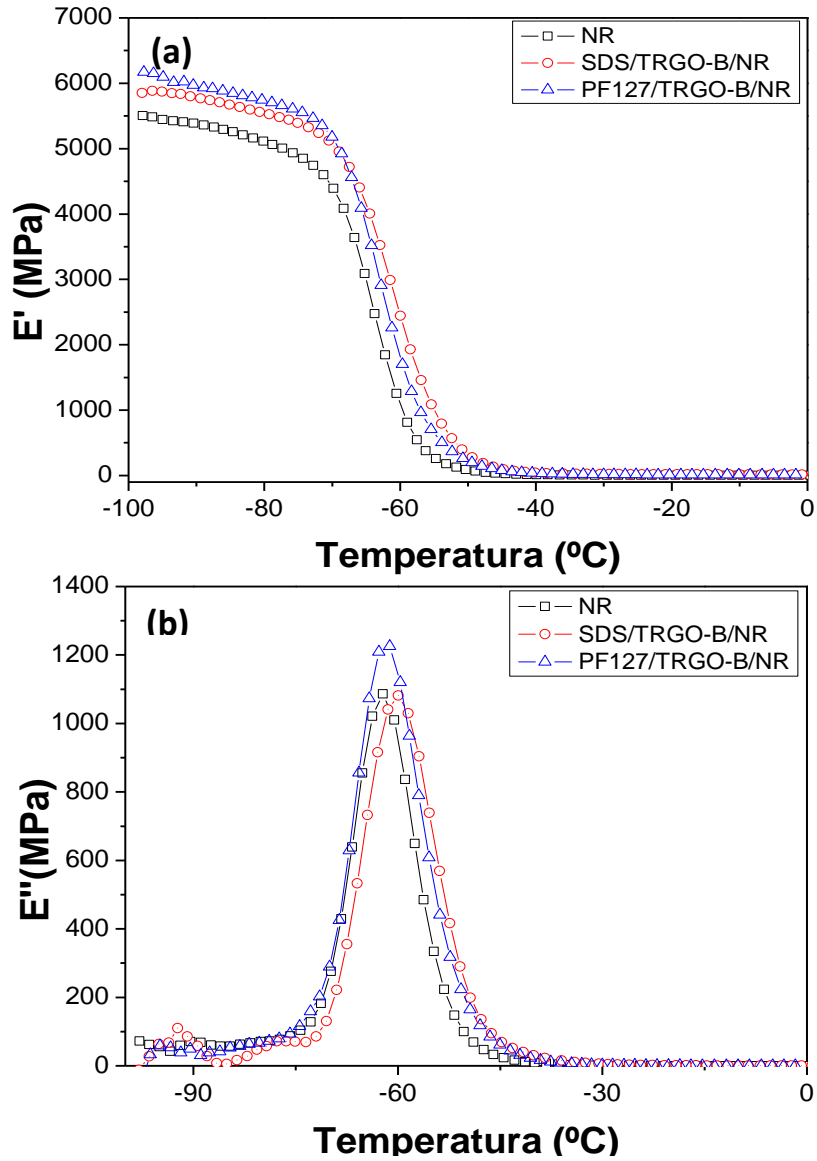 (a)
NR
SDS/TRGO-B/NR
PF127/TRGO-B/NR
7000
6000
5000
4000
3000
2000
1000
0
E' (MPa)
-100
-80
-60
-40
-20
0
Temperatura (ºC)
(b)
NR
SDS/TRGO-B/NR
PF127/TRGO-B/NR
1400
1200
1000
800
600
400
200
0
E"(MPa)
-90
-60
-30
0
Temperatura (ºC)